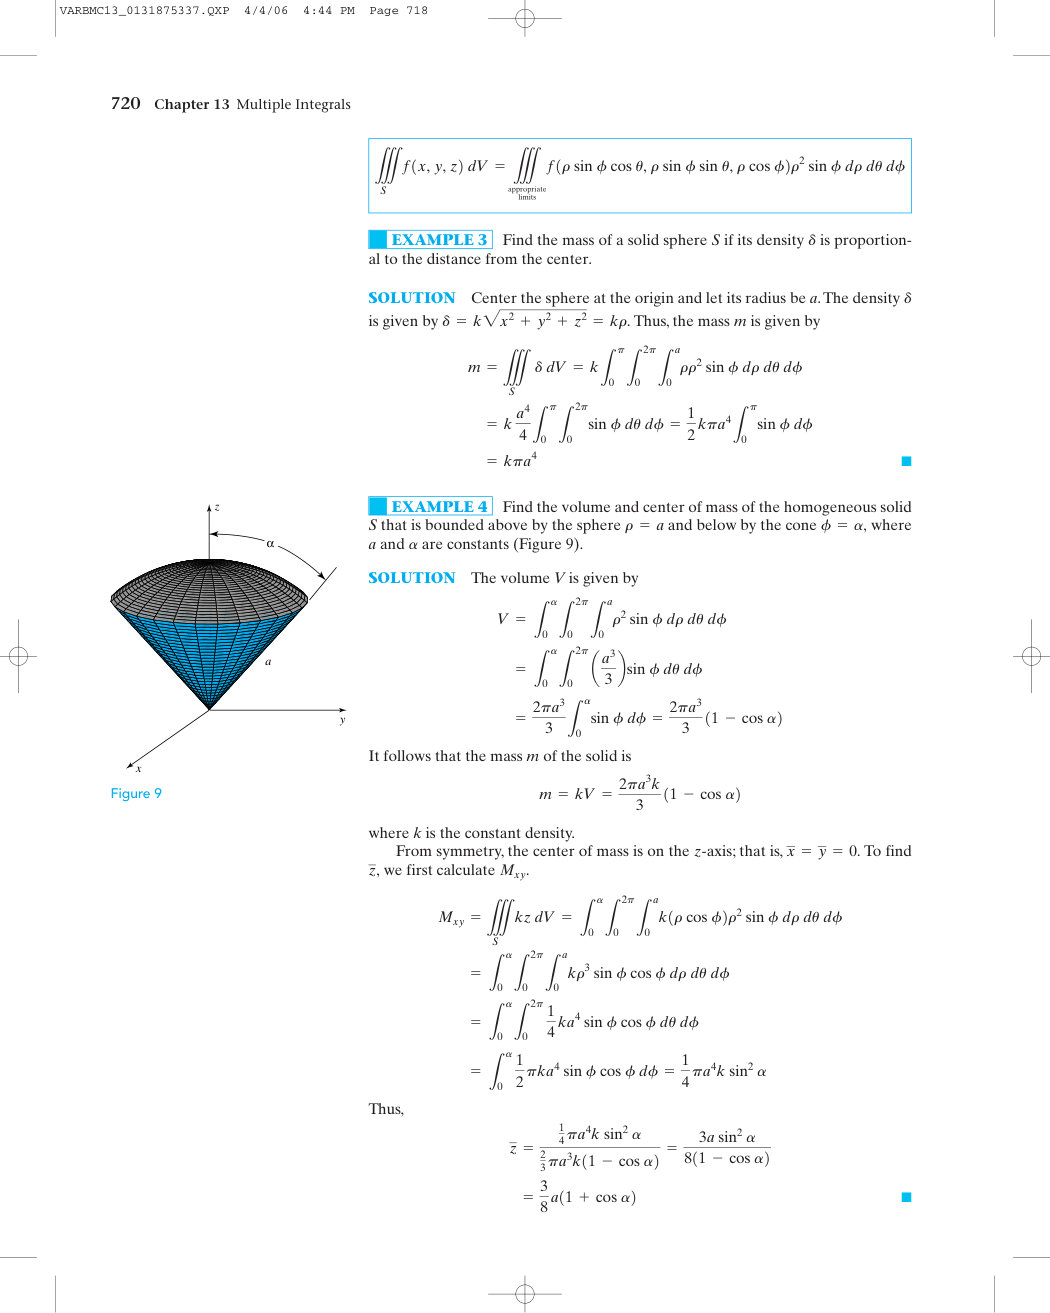 VARBMC13_0131875337.QXP 4/4/06 4:44 PM Page 718
720 Chapter 13 Multiple Integrals
∭_S f(x, y, z) dV = ∭_{appropriate limits} f(ρ sin ϕ cos θ, ρ sin ϕ sin θ, ρ cos ϕ)ρ² sin ϕ dρ dθ dϕ
EXAMPLE 3 Find the mass of a solid sphere S if its density δ is proportion-
al to the distance from the center.
SOLUTION Center the sphere at the origin and let its radius be a. The density δ
is given by δ = k√(x² + y² + z²) = kρ. Thus, the mass m is given by
m = ∭_S δ dV = k ∫_0^π ∫_0^{2π} ∫_0^a ρρ² sin ϕ dρ dθ dϕ
= k a⁴/4 ∫_0^π ∫_0^{2π} sin ϕ dθ dϕ = 1/2 kπa⁴ ∫_0^π sin ϕ dϕ
= kπa⁴
EXAMPLE 4 Find the volume and center of mass of the homogeneous solid
S that is bounded above by the sphere ρ = a and below by the cone ϕ = α, where
a and α are constants (Figure 9).
SOLUTION The volume V is given by
V = ∫_0^α ∫_0^{2π} ∫_0^a ρ² sin ϕ dρ dθ dϕ
= ∫_0^α ∫_0^{2π} (a³/3) sin ϕ dθ dϕ
= 2πa³/3 ∫_0^α sin ϕ dϕ = 2πa³/3 (1 − cos α)
It follows that the mass m of the solid is
m = kV = 2πa³k/3 (1 − cos α)
where k is the constant density.
From symmetry, the center of mass is on the z-axis; that is, x̄ = ȳ = 0. To find
z̄, we first calculate M_{xy}.
M_{xy} = ∭_S kz dV = ∫_0^α ∫_0^{2π} ∫_0^a k(ρ cos ϕ)ρ² sin ϕ dρ dθ dϕ
= ∫_0^α ∫_0^{2π} ∫_0^a kρ³ sin ϕ cos ϕ dρ dθ dϕ
= ∫_0^α ∫_0^{2π} 1/4 ka⁴ sin ϕ cos ϕ dθ dϕ
= ∫_0^α 1/2 πka⁴ sin ϕ cos ϕ dϕ = 1/4 πa⁴k sin² α
Thus,
z̄ = (1/4 πa⁴k sin² α)/(2/3 πa³k(1 − cos α)) = 3a sin² α/8(1 − cos α)
= 3/8 a(1 + cos α)
z
α
a
y
x
Figure 9